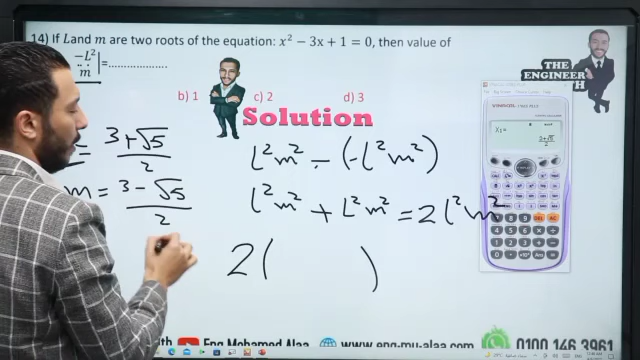 14) If L and m are two roots of the equation: x² − 3x + 1 = 0, then value of
−L²
m|=..................
b) 1 c) 2 d) 3
THE
ENGINEER
Solution
= 3+√5 / 2
L²m² − (−L²m²)
m = 3−√5 / 2
L²m² + L²m² = 2L²m²
2( )
X₁=
3+√5 / 2
Eng Mohamed Alaa
www.mu-alaa.com
0100 146 3961